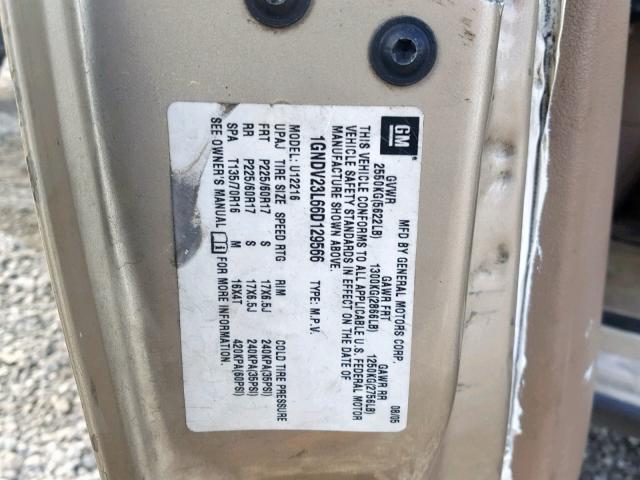 GM
MFD BY GENERAL MOTORS CORP. 08/05
GVWR GAWR FRT GAWR RR
2550KG(5622LB) 1300KG(2866LB) 1250KG(2756LB)
THIS VEHICLE CONFORMS TO ALL APPLICABLE U.S. FEDERAL MOTOR
VEHICLE SAFETY STANDARDS IN EFFECT ON THE DATE OF
MANUFACTURE SHOWN ABOVE.
1GNDV23L66D129566 TYPE: M.P.V.
MODEL: U12216
UPAJ TIRE SIZE SPEED RTG RIM COLD TIRE PRESSURE
FRT P225/60R17 S 17X6.5J 240KPA(35PSI)
RR P225/60R17 S 17X6.5J 240KPA(35PSI)
SPA T135/70R16 M 16X4T 420KPA(60PSI)
SEE OWNER'S MANUAL i FOR MORE INFORMATION.